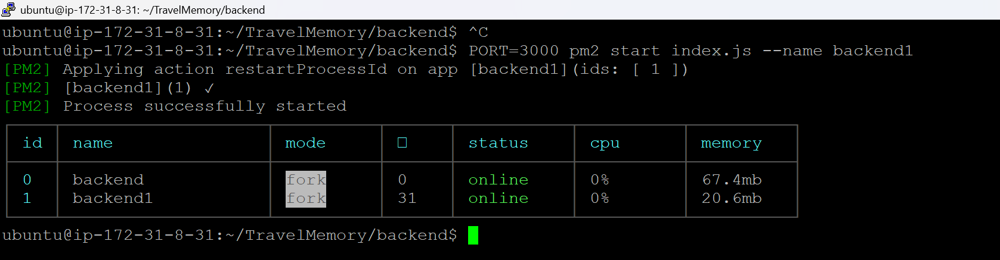 ubuntu@ip-172-31-8-31: ~/TravelMemory/backend
ubuntu@ip-172-31-8-31:~/TravelMemory/backend$ ^C
ubuntu@ip-172-31-8-31:~/TravelMemory/backend$ PORT=3000 pm2 start index.js --name backend1
[PM2] Applying action restartProcessId on app [backend1](ids: [ 1 ])
[PM2] [backend1](1) ✓
[PM2] Process successfully started
id name mode □ status cpu memory
0 backend fork 0 online 0% 67.4mb
1 backend1 fork 31 online 0% 20.6mb
ubuntu@ip-172-31-8-31:~/TravelMemory/backend$